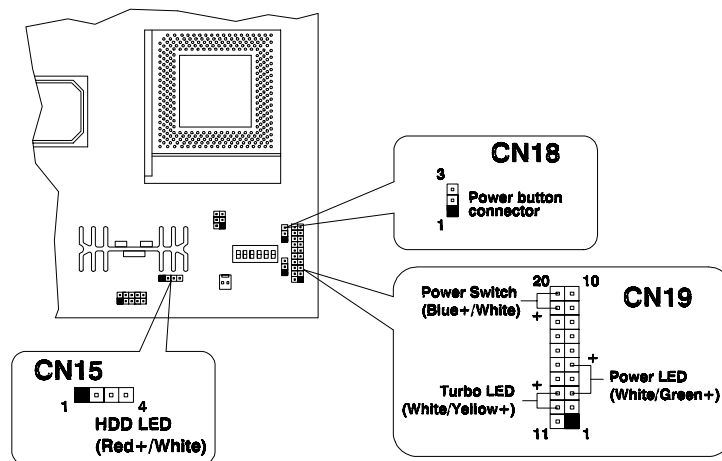 CN18
3
Power button
connector
1
20 10
CN19
Power Switch
(Blue+/White)
+
+
Power LED
(White/Green+)
+
Turbo LED
(White/Yellow+)
11 1
CN15
1 4
HDD LED
(Red+/White)